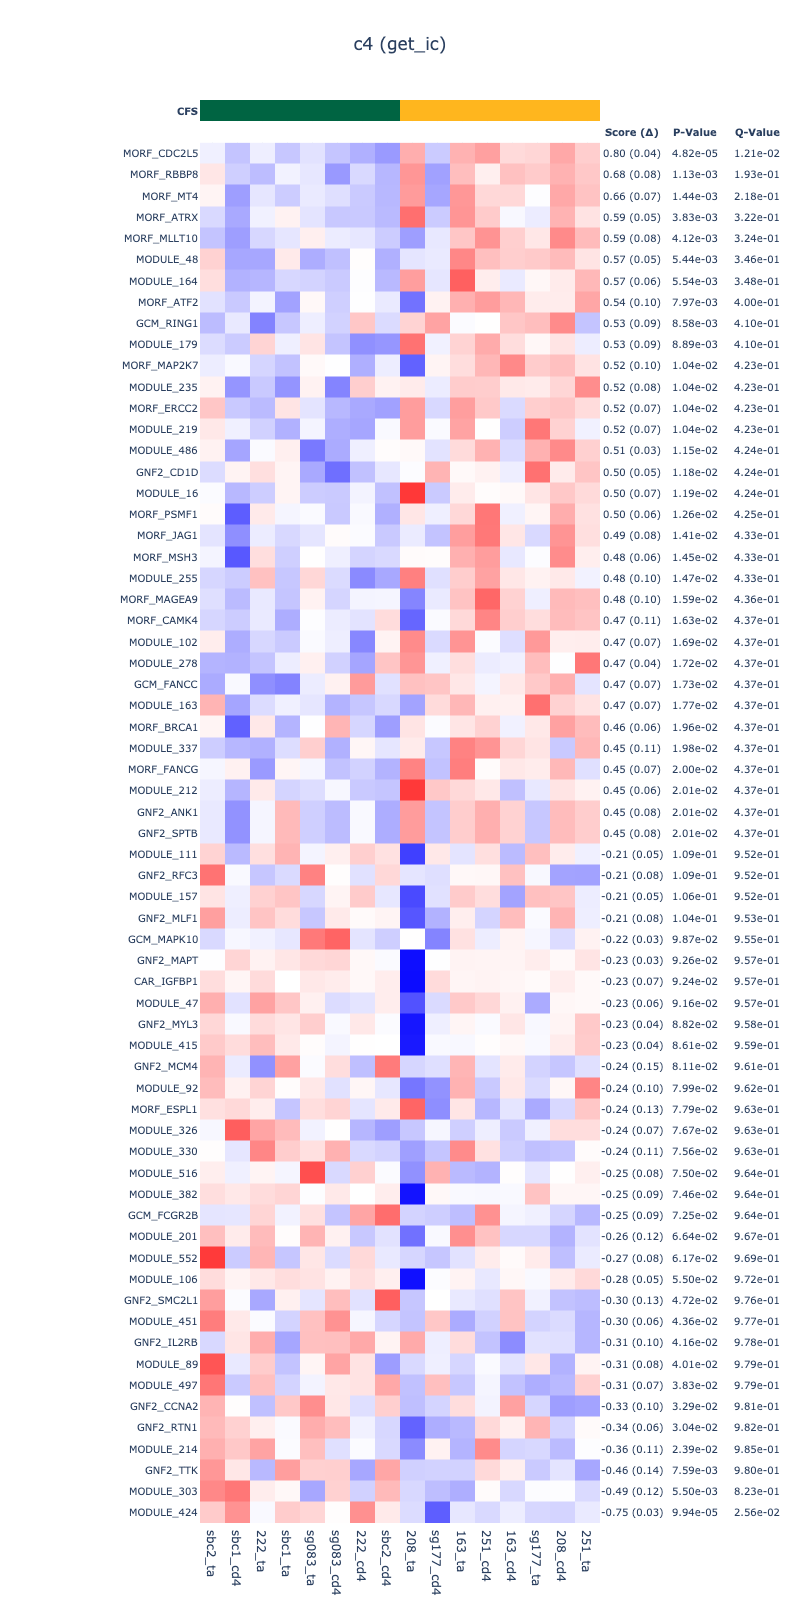 c4 (get_ic)
CFS
Score (Δ) P-Value Q-Value
MORF_CDC2L5 0.80 (0.04) 4.82e-05 1.21e-02
MORF_RBBP8 0.68 (0.08) 1.13e-03 1.93e-01
MORF_MT4 0.66 (0.07) 1.44e-03 2.18e-01
MORF_ATRX 0.59 (0.05) 3.83e-03 3.22e-01
MORF_MLLT10 0.59 (0.08) 4.12e-03 3.24e-01
MODULE_48 0.57 (0.05) 5.44e-03 3.46e-01
MODULE_164 0.57 (0.06) 5.54e-03 3.48e-01
MORF_ATF2 0.54 (0.10) 7.97e-03 4.00e-01
GCM_RING1 0.53 (0.09) 8.58e-03 4.10e-01
MODULE_179 0.53 (0.09) 8.89e-03 4.10e-01
MORF_MAP2K7 0.52 (0.10) 1.04e-02 4.23e-01
MODULE_235 0.52 (0.08) 1.04e-02 4.23e-01
MORF_ERCC2 0.52 (0.07) 1.04e-02 4.23e-01
MODULE_219 0.52 (0.07) 1.04e-02 4.23e-01
MODULE_486 0.51 (0.03) 1.15e-02 4.24e-01
GNF2_CD1D 0.50 (0.05) 1.18e-02 4.24e-01
MODULE_16 0.50 (0.07) 1.19e-02 4.24e-01
MORF_PSMF1 0.50 (0.06) 1.26e-02 4.25e-01
MORF_JAG1 0.49 (0.08) 1.41e-02 4.33e-01
MORF_MSH3 0.48 (0.06) 1.45e-02 4.33e-01
MODULE_255 0.48 (0.10) 1.47e-02 4.33e-01
MORF_MAGEA9 0.48 (0.10) 1.59e-02 4.36e-01
MORF_CAMK4 0.47 (0.11) 1.63e-02 4.37e-01
MODULE_102 0.47 (0.07) 1.69e-02 4.37e-01
MODULE_278 0.47 (0.04) 1.72e-02 4.37e-01
GCM_FANCC 0.47 (0.07) 1.73e-02 4.37e-01
MODULE_163 0.47 (0.07) 1.77e-02 4.37e-01
MORF_BRCA1 0.46 (0.06) 1.96e-02 4.37e-01
MODULE_337 0.45 (0.11) 1.98e-02 4.37e-01
MORF_FANCG 0.45 (0.07) 2.00e-02 4.37e-01
MODULE_212 0.45 (0.06) 2.01e-02 4.37e-01
GNF2_ANK1 0.45 (0.08) 2.01e-02 4.37e-01
GNF2_SPTB 0.45 (0.08) 2.01e-02 4.37e-01
MODULE_111 -0.21 (0.05) 1.09e-01 9.52e-01
GNF2_RFC3 -0.21 (0.08) 1.09e-01 9.52e-01
MODULE_157 -0.21 (0.05) 1.06e-01 9.52e-01
GNF2_MLF1 -0.21 (0.08) 1.04e-01 9.53e-01
GCM_MAPK10 -0.22 (0.03) 9.87e-02 9.55e-01
GNF2_MAPT -0.23 (0.03) 9.26e-02 9.57e-01
CAR_IGFBP1 -0.23 (0.07) 9.24e-02 9.57e-01
MODULE_47 -0.23 (0.06) 9.16e-02 9.57e-01
GNF2_MYL3 -0.23 (0.04) 8.82e-02 9.58e-01
MODULE_415 -0.23 (0.04) 8.61e-02 9.59e-01
GNF2_MCM4 -0.24 (0.15) 8.11e-02 9.61e-01
MODULE_92 -0.24 (0.10) 7.99e-02 9.62e-01
MORF_ESPL1 -0.24 (0.13) 7.79e-02 9.63e-01
MODULE_326 -0.24 (0.07) 7.67e-02 9.63e-01
MODULE_330 -0.24 (0.11) 7.56e-02 9.63e-01
MODULE_516 -0.25 (0.08) 7.50e-02 9.64e-01
MODULE_382 -0.25 (0.09) 7.46e-02 9.64e-01
GCM_FCGR2B -0.25 (0.09) 7.25e-02 9.64e-01
MODULE_201 -0.26 (0.12) 6.64e-02 9.67e-01
MODULE_552 -0.27 (0.08) 6.17e-02 9.69e-01
MODULE_106 -0.28 (0.05) 5.50e-02 9.72e-01
GNF2_SMC2L1 -0.30 (0.13) 4.72e-02 9.76e-01
MODULE_451 -0.30 (0.06) 4.36e-02 9.77e-01
GNF2_IL2RB -0.31 (0.10) 4.16e-02 9.78e-01
MODULE_89 -0.31 (0.08) 4.01e-02 9.79e-01
MODULE_497 -0.31 (0.07) 3.83e-02 9.79e-01
GNF2_CCNA2 -0.33 (0.10) 3.29e-02 9.81e-01
GNF2_RTN1 -0.34 (0.06) 3.04e-02 9.82e-01
MODULE_214 -0.36 (0.11) 2.39e-02 9.85e-01
GNF2_TTK -0.46 (0.14) 7.59e-03 9.80e-01
MODULE_303 -0.49 (0.12) 5.50e-03 8.23e-01
MODULE_424 -0.75 (0.03) 9.94e-05 2.56e-02
sbc2_ta sbc1_cd4 222_ta sbc1_ta sg083_ta sg083_cd4 222_cd4 sbc2_cd4 208_ta sg177_cd4 163_ta 251_cd4 163_cd4 sg177_ta 208_cd4 251_ta